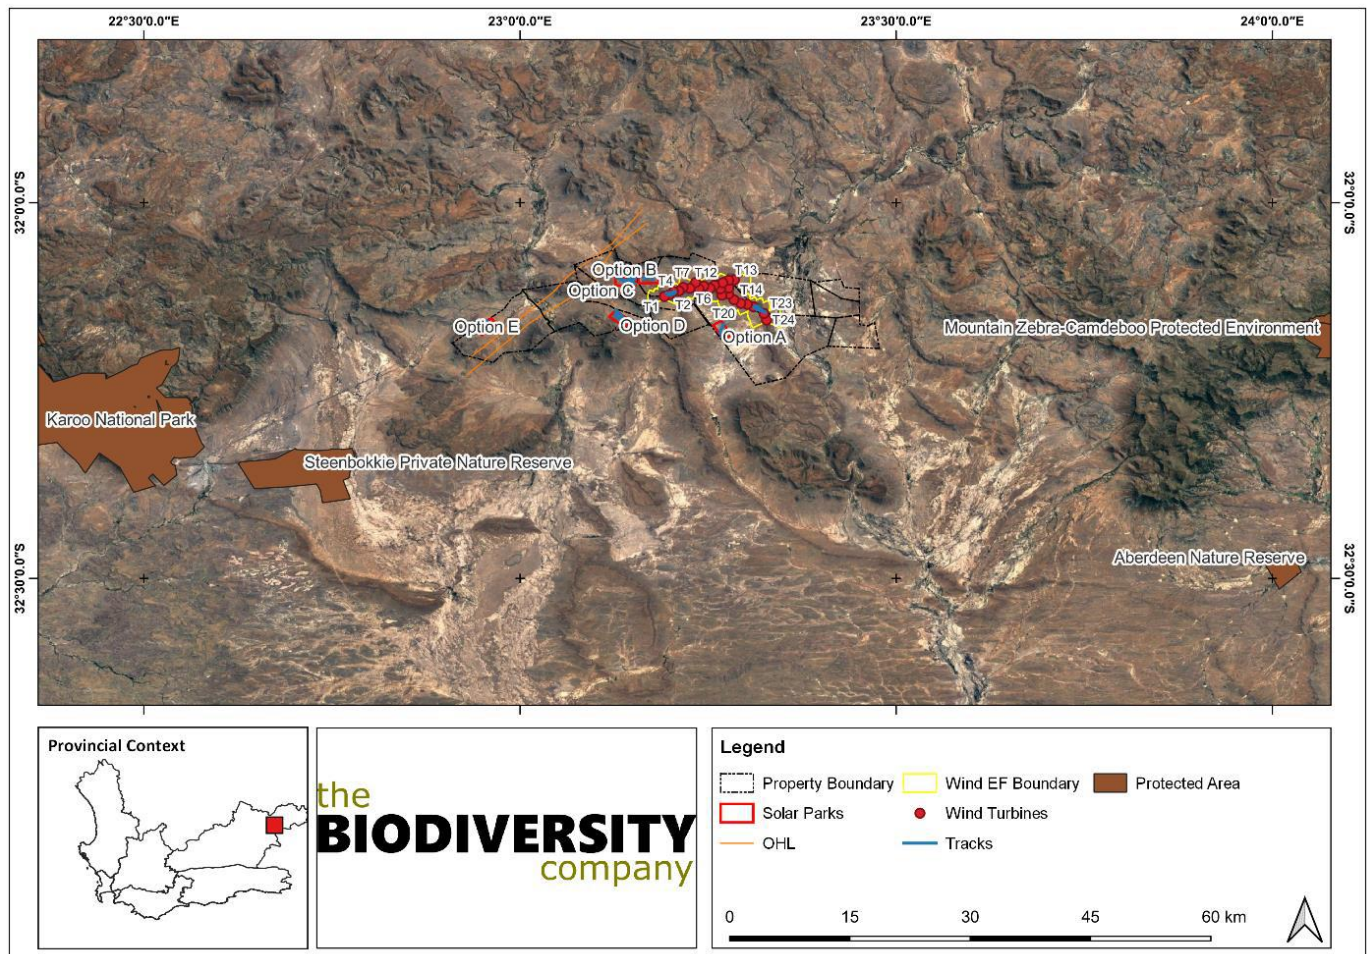 22°30'0.0"E 23°0'0.0"E 23°30'0.0"E 24°0'0.0"E
32°0'0.0"S 32°0'0.0"S
Option B T7 T12 T13
T4
Option C T14
T1 T2 T6 T23
Option E Option D T20 T24
Option A
Mountain Zebra-Camdeboo Protected Environment
Karoo National Park
Steenbokkie Private Nature Reserve
Aberdeen Nature Reserve
32°30'0.0"S 32°30'0.0"S
Provincial Context
the
BIODIVERSITY
company
Legend
Property Boundary Wind EF Boundary Protected Area
Solar Parks Wind Turbines
OHL Tracks
0 15 30 45 60 km